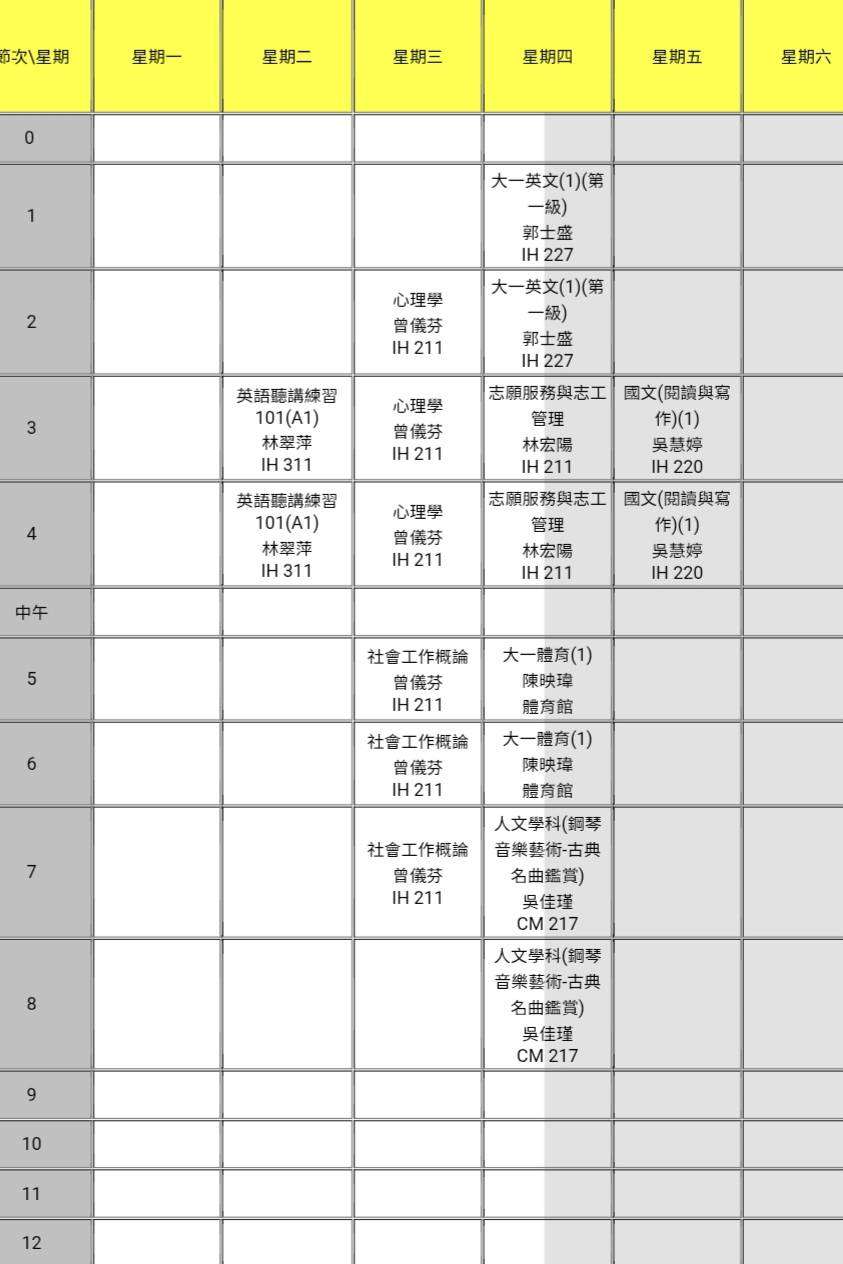 節次\星期 星期一 星期二 星期三 星期四 星期五 星期六
0
1
大一英文(1)(第
一級)
郭士盛
IH 227
2
心理學
曾儀芬
IH 211
大一英文(1)(第
一級)
郭士盛
IH 227
3
英語聽講練習
101(A1)
林翠萍
IH 311
心理學
曾儀芬
IH 211
志願服務與志工
管理
林宏陽
IH 211
國文(閱讀與寫
作)(1)
吳慧婷
IH 220
4
英語聽講練習
101(A1)
林翠萍
IH 311
心理學
曾儀芬
IH 211
志願服務與志工
管理
林宏陽
IH 211
國文(閱讀與寫
作)(1)
吳慧婷
IH 220
中午
5
社會工作概論
曾儀芬
IH 211
大一體育(1)
陳映瑋
體育館
6
社會工作概論
曾儀芬
IH 211
大一體育(1)
陳映瑋
體育館
7
社會工作概論
曾儀芬
IH 211
人文學科(鋼琴
音樂藝術-古典
名曲鑑賞)
吳佳瑾
CM 217
8
人文學科(鋼琴
音樂藝術-古典
名曲鑑賞)
吳佳瑾
CM 217
9
10
11
12